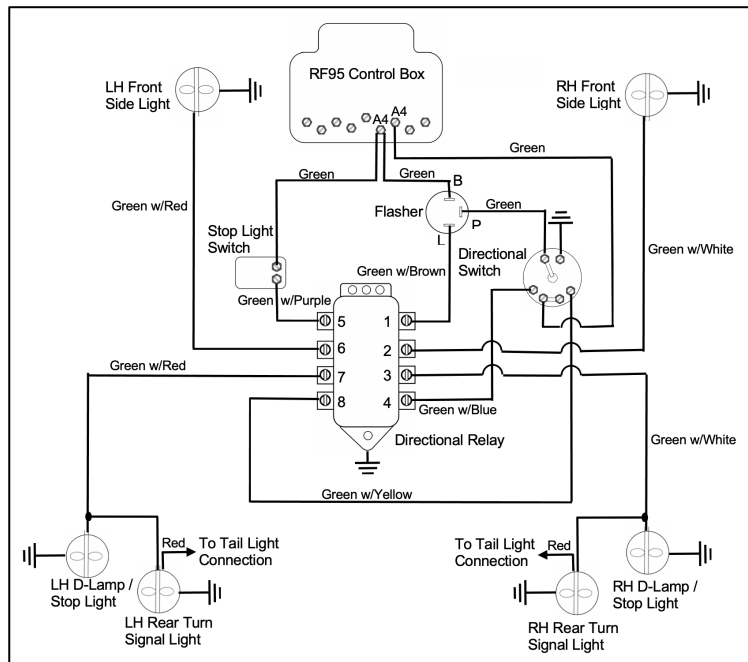 RF95 Control Box
A4
A4
LH Front
Side Light
RH Front
Side Light
Green
Green
Green
B
Flasher
Green
P
L
Green w/Red
Stop Light
Switch
Green w/Brown
Directional
Switch
Green w/White
Green w/Purple
5
1
6
2
7
3
8
4
Green w/Red
Green w/Blue
Directional Relay
Green w/White
Green w/Yellow
Red
To Tail Light
Connection
To Tail Light
Connection
Red
LH D-Lamp /
Stop Light
LH Rear Turn
Signal Light
RH D-Lamp /
Stop Light
RH Rear Turn
Signal Light